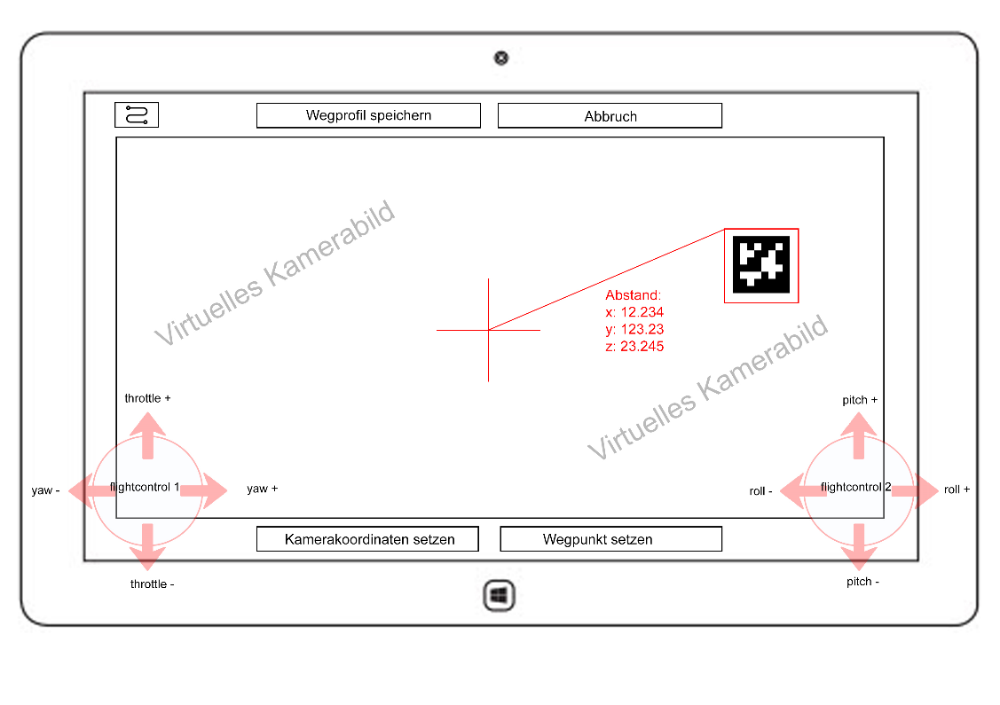 Wegprofil speichern
Abbruch
Virtuelles Kamerabild
Abstand:
x: 12.234
y: 123.23
z: 23.245
Virtuelles Kamerabild
throttle +
pitch +
yaw -
flightcontrol 1
yaw +
roll -
flightcontrol 2
roll +
Kamerakoordinaten setzen
Wegpunkt setzen
throttle -
pitch -